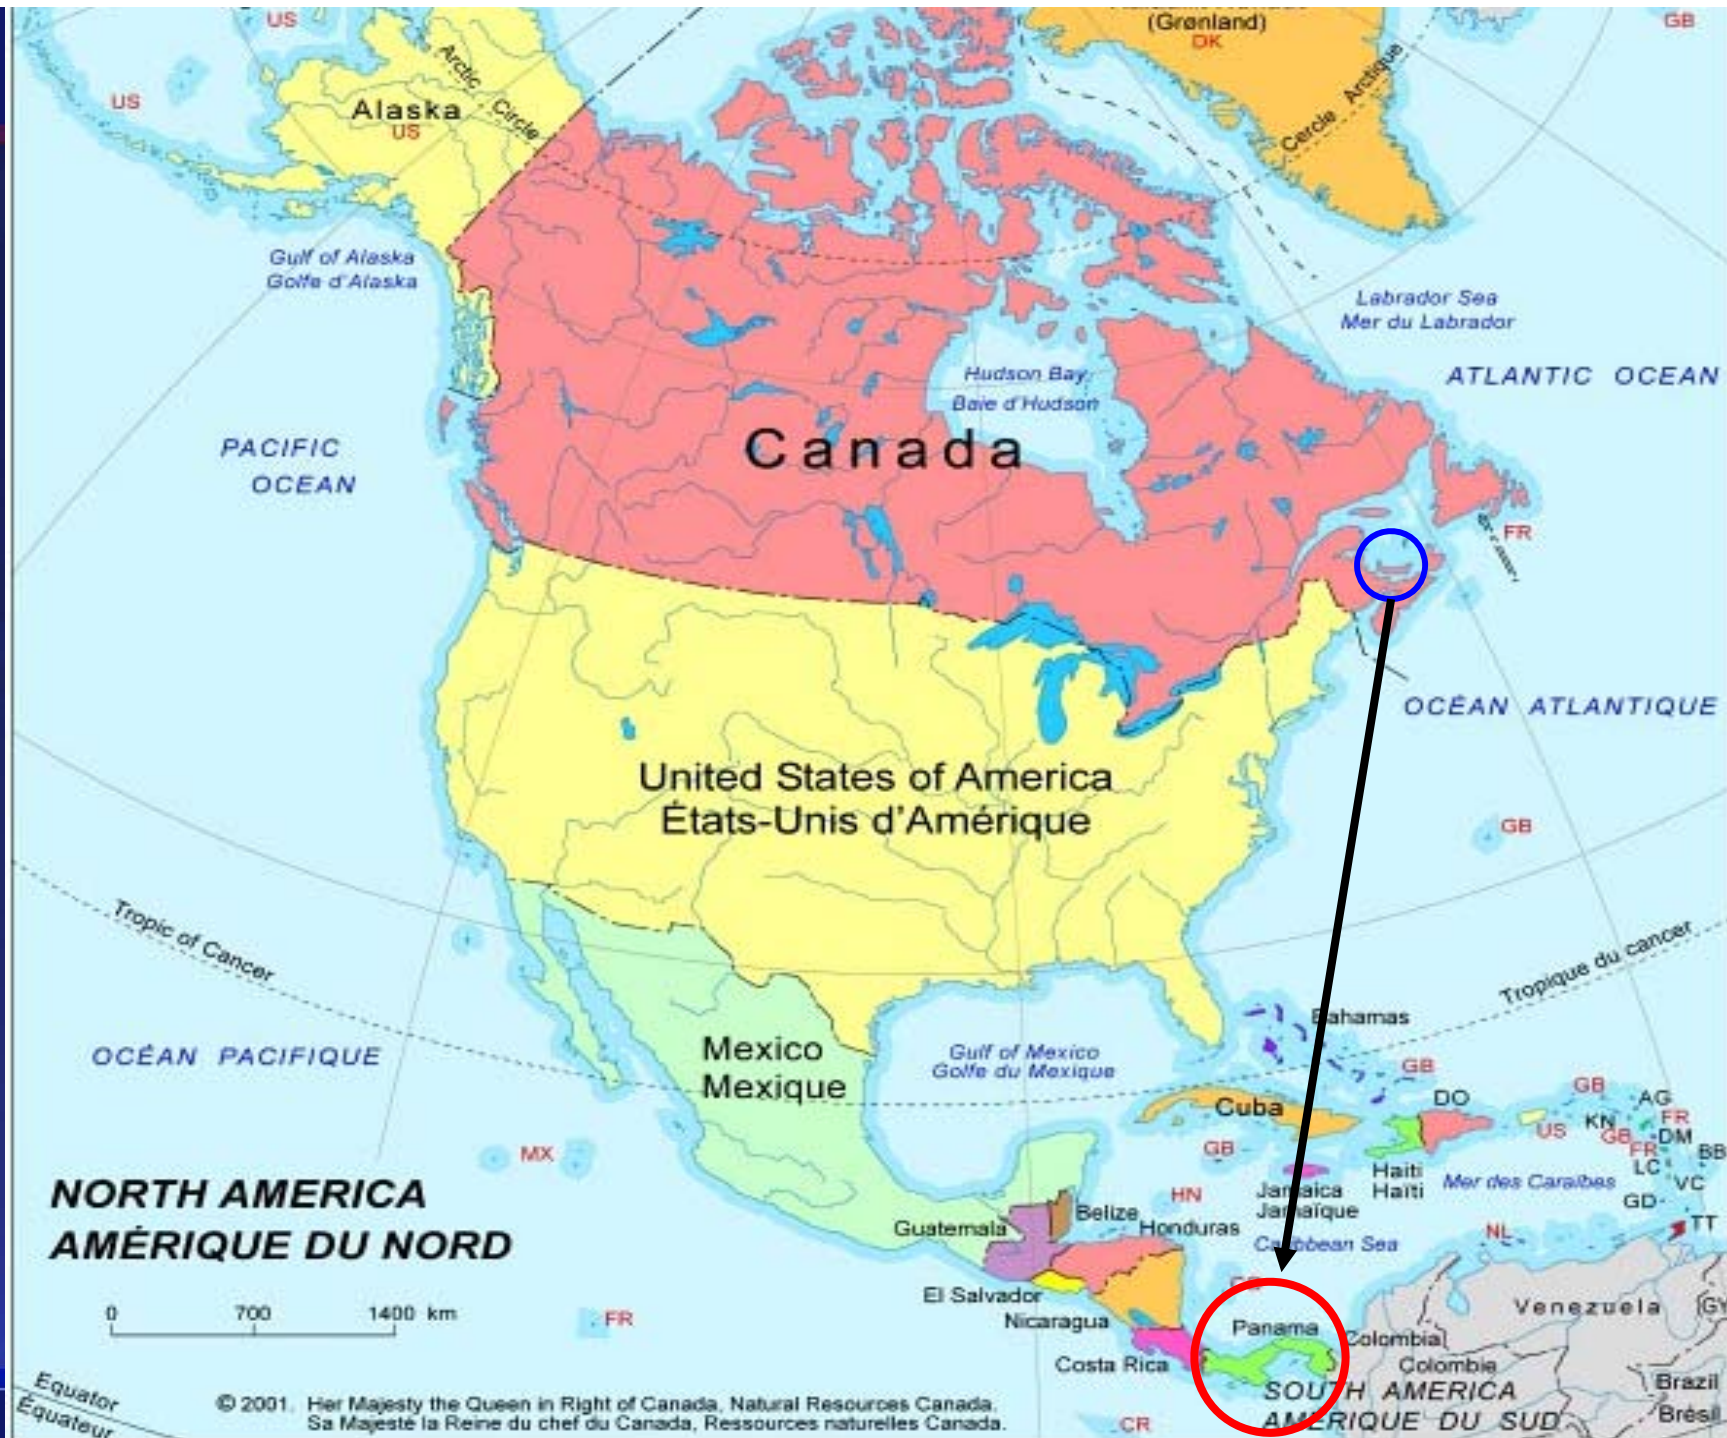 US
GB
(Grønland)
DK
US
Alaska
US
Arctic Circle
Cercle Arctique
Gulf of Alaska
Golfe d'Alaska
Labrador Sea
Mer du Labrador
Hudson Bay
Baie d'Hudson
ATLANTIC OCEAN
Canada
PACIFIC
OCEAN
FR
OCÉAN ATLANTIQUE
United States of America
États-Unis d'Amérique
GB
Tropic of Cancer
Tropique du cancer
Bahamas
OCÉAN PACIFIQUE
Mexico
Mexique
Gulf of Mexico
Golfe du Mexique
GB
Cuba
DO
GB
AG
KN
FR
US
GB
DM
FR
BB
GB
MX
LC
Haiti
Haïti
Mer des Caraïbes
VC
HN
Jamaica
Jamaïque
GD
NORTH AMERICA
AMÉRIQUE DU NORD
Guatemala
Belize
Honduras
TT
NL
Caribbean Sea
El Salvador
Nicaragua
Venezuela
GY
0 700 1400 km
FR
Panama
Colombia
Colombie
Costa Rica
SOUTH AMERICA
AMÉRIQUE DU SUD
Brazil
Brésil
Equator
Équateur
© 2001. Her Majesty the Queen in Right of Canada, Natural Resources Canada.
Sa Majesté la Reine du chef du Canada, Ressources naturelles Canada.
CR